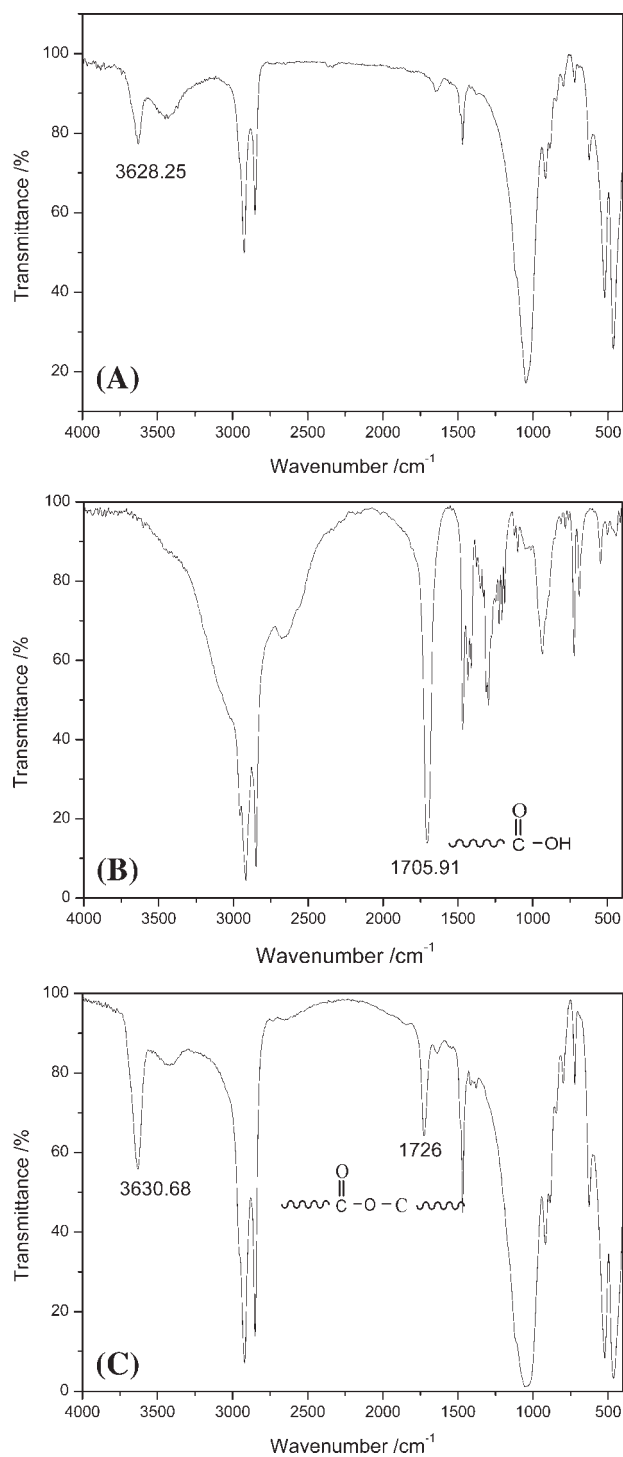 100
80
60
40
20
Transmittance /%
3628.25
(A)
4000 3500 3000 2500 2000 1500 1000 500
Wavenumber /cm-1
100
80
60
40
20
0
Transmittance /%
O
C -OH
1705.91
(B)
4000 3500 3000 2500 2000 1500 1000 500
Wavenumber /cm-1
100
80
60
40
20
0
Transmittance /%
3630.68
1726
O
C - O - C
(C)
4000 3500 3000 2500 2000 1500 1000 500
Wavenumber /cm-1